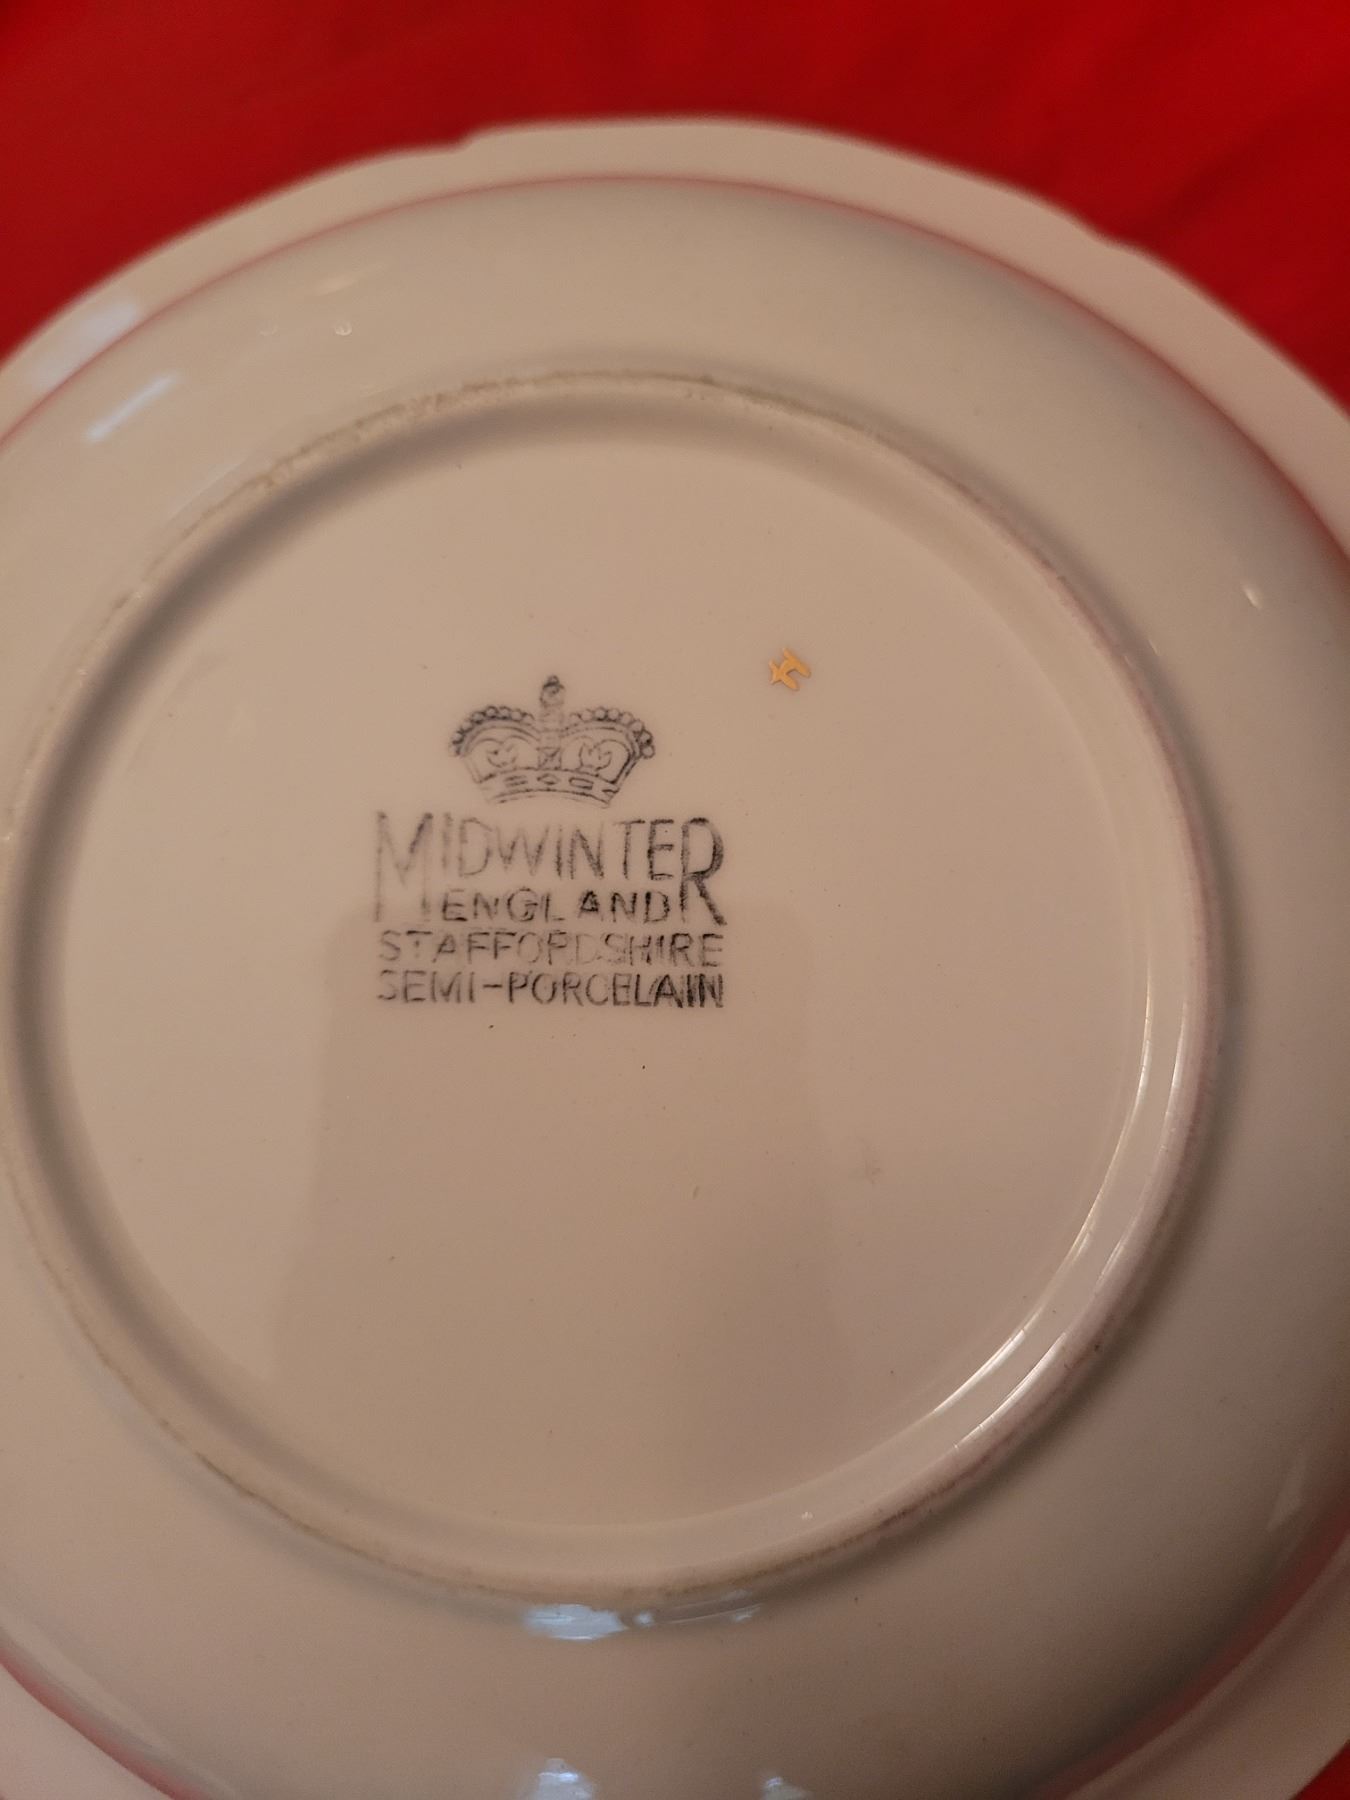 MIDWINTER
ENGLAND
STAFFORDSHIRE
SEMI-PORCELAIN